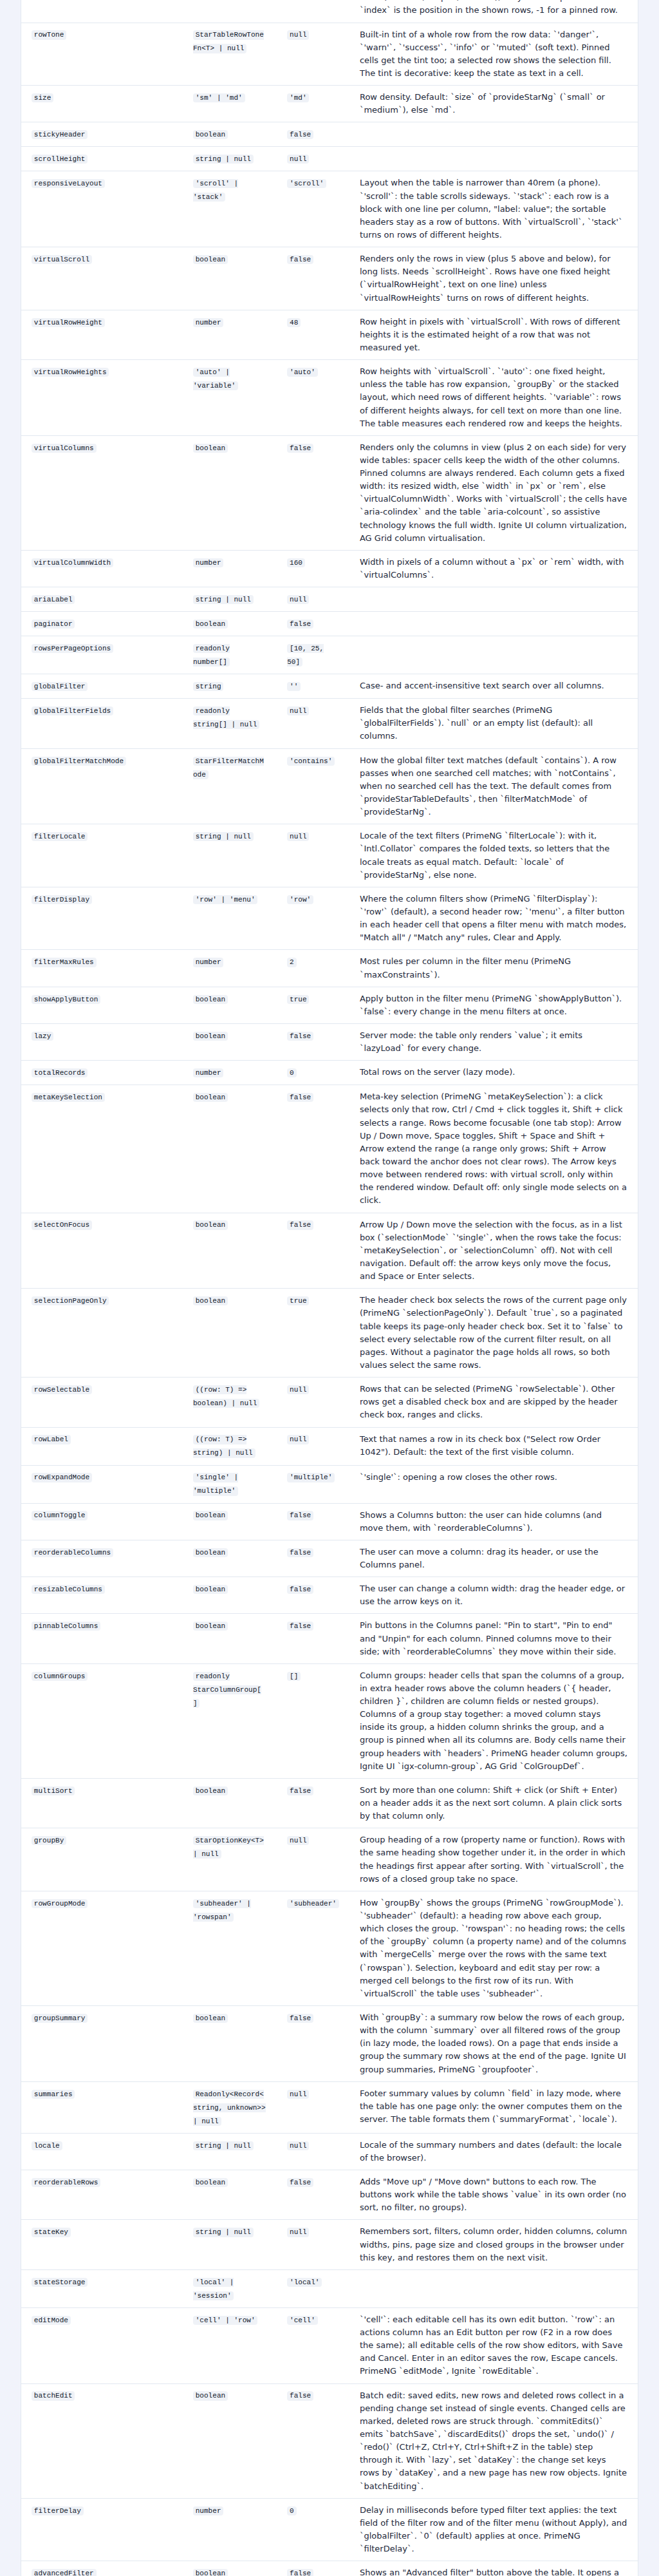 `index` is the position in the shown rows, -1 for a pinned row.
rowTone
StarTableRowTone
Fn<T> | null
null
Built-in tint of a whole row from the row data: `'danger'`,
`'warn'`, `'success'`, `'info'` or `'muted'` (soft text). Pinned
cells get the tint too; a selected row shows the selection fill.
The tint is decorative: keep the state as text in a cell.
size
'sm' | 'md'
'md'
Row density. Default: `size` of `provideStarNg` (`small` or
`medium`), else `md`.
stickyHeader
boolean
false
scrollHeight
string | null
null
responsiveLayout
'scroll' |
'stack'
'scroll'
Layout when the table is narrower than 40rem (a phone).
`'scroll'`: the table scrolls sideways. `'stack'`: each row is a
block with one line per column, "label: value"; the sortable
headers stay as a row of buttons. With `virtualScroll`, `'stack'`
turns on rows of different heights.
virtualScroll
boolean
false
Renders only the rows in view (plus 5 above and below), for
long lists. Needs `scrollHeight`. Rows have one fixed height
(`virtualRowHeight`, text on one line) unless
`virtualRowHeights` turns on rows of different heights.
virtualRowHeight
number
48
Row height in pixels with `virtualScroll`. With rows of different
heights it is the estimated height of a row that was not
measured yet.
virtualRowHeights
'auto' |
'variable'
'auto'
Row heights with `virtualScroll`. `'auto'`: one fixed height,
unless the table has row expansion, `groupBy` or the stacked
layout, which need rows of different heights. `'variable'`: rows
of different heights always, for cell text on more than one line.
The table measures each rendered row and keeps the heights.
virtualColumns
boolean
false
Renders only the columns in view (plus 2 on each side) for very
wide tables: spacer cells keep the width of the other columns.
Pinned columns are always rendered. Each column gets a fixed
width: its resized width, else `width` in `px` or `rem`, else
`virtualColumnWidth`. Works with `virtualScroll`; the cells have
`aria-colindex` and the table `aria-colcount`, so assistive
technology knows the full width. Ignite UI column virtualization,
AG Grid column virtualisation.
virtualColumnWidth
number
160
Width in pixels of a column without a `px` or `rem` width, with
`virtualColumns`.
ariaLabel
string | null
null
paginator
boolean
false
rowsPerPageOptions
readonly
number[]
[10, 25,
50]
globalFilter
string
''
Case- and accent-insensitive text search over all columns.
globalFilterFields
readonly
string[] | null
null
Fields that the global filter searches (PrimeNG
`globalFilterFields`). `null` or an empty list (default): all
columns.
globalFilterMatchMode
StarFilterMatchM
ode
'contains'
How the global filter text matches (default `contains`). A row
passes when one searched cell matches; with `notContains`,
when no searched cell has the text. The default comes from
`provideStarTableDefaults`, then `filterMatchMode` of
`provideStarNg`.
filterLocale
string | null
null
Locale of the text filters (PrimeNG `filterLocale`): with it,
`Intl.Collator` compares the folded texts, so letters that the
locale treats as equal match. Default: `locale` of
`provideStarNg`, else none.
filterDisplay
'row' | 'menu'
'row'
Where the column filters show (PrimeNG `filterDisplay`):
`'row'` (default), a second header row; `'menu'`, a filter button
in each header cell that opens a filter menu with match modes,
"Match all" / "Match any" rules, Clear and Apply.
filterMaxRules
number
2
Most rules per column in the filter menu (PrimeNG
`maxConstraints`).
showApplyButton
boolean
true
Apply button in the filter menu (PrimeNG `showApplyButton`).
`false`: every change in the menu filters at once.
lazy
boolean
false
Server mode: the table only renders `value`; it emits
`lazyLoad` for every change.
totalRecords
number
0
Total rows on the server (lazy mode).
metaKeySelection
boolean
false
Meta-key selection (PrimeNG `metaKeySelection`): a click
selects only that row, Ctrl / Cmd + click toggles it, Shift + click
selects a range. Rows become focusable (one tab stop): Arrow
Up / Down move, Space toggles, Shift + Space and Shift +
Arrow extend the range (a range only grows; Shift + Arrow
back toward the anchor does not clear rows). The Arrow keys
move between rendered rows: with virtual scroll, only within
the rendered window. Default off: only single mode selects on a
click.
selectOnFocus
boolean
false
Arrow Up / Down move the selection with the focus, as in a list
box (`selectionMode` `'single'`, when the rows take the focus:
`metaKeySelection`, or `selectionColumn` off). Not with cell
navigation. Default off: the arrow keys only move the focus,
and Space or Enter selects.
selectionPageOnly
boolean
true
The header check box selects the rows of the current page only
(PrimeNG `selectionPageOnly`). Default `true`, so a paginated
table keeps its page-only header check box. Set it to `false` to
select every selectable row of the current filter result, on all
pages. Without a paginator the page holds all rows, so both
values select the same rows.
rowSelectable
((row: T) =>
boolean) | null
null
Rows that can be selected (PrimeNG `rowSelectable`). Other
rows get a disabled check box and are skipped by the header
check box, ranges and clicks.
rowLabel
((row: T) =>
string) | null
null
Text that names a row in its check box ("Select row Order
1042"). Default: the text of the first visible column.
rowExpandMode
'single' |
'multiple'
'multiple'
`'single'`: opening a row closes the other rows.
columnToggle
boolean
false
Shows a Columns button: the user can hide columns (and
move them, with `reorderableColumns`).
reorderableColumns
boolean
false
The user can move a column: drag its header, or use the
Columns panel.
resizableColumns
boolean
false
The user can change a column width: drag the header edge, or
use the arrow keys on it.
pinnableColumns
boolean
false
Pin buttons in the Columns panel: "Pin to start", "Pin to end"
and "Unpin" for each column. Pinned columns move to their
side; with `reorderableColumns` they move within their side.
columnGroups
readonly
StarColumnGroup[
]
[]
Column groups: header cells that span the columns of a group,
in extra header rows above the column headers (`{ header,
children }`, children are column fields or nested groups).
Columns of a group stay together: a moved column stays
inside its group, a hidden column shrinks the group, and a
group is pinned when all its columns are. Body cells name their
group headers with `headers`. PrimeNG header column groups,
Ignite UI `igx-column-group`, AG Grid `ColGroupDef`.
multiSort
boolean
false
Sort by more than one column: Shift + click (or Shift + Enter)
on a header adds it as the next sort column. A plain click sorts
by that column only.
groupBy
StarOptionKey<T>
| null
null
Group heading of a row (property name or function). Rows with
the same heading show together under it, in the order in which
the headings first appear after sorting. With `virtualScroll`, the
rows of a closed group take no space.
rowGroupMode
'subheader' |
'rowspan'
'subheader'
How `groupBy` shows the groups (PrimeNG `rowGroupMode`).
`'subheader'` (default): a heading row above each group,
which closes the group. `'rowspan'`: no heading rows; the cells
of the `groupBy` column (a property name) and of the columns
with `mergeCells` merge over the rows with the same text
(`rowspan`). Selection, keyboard and edit stay per row: a
merged cell belongs to the first row of its run. With
`virtualScroll` the table uses `'subheader'`.
groupSummary
boolean
false
With `groupBy`: a summary row below the rows of each group,
with the column `summary` over all filtered rows of the group
(in lazy mode, the loaded rows). On a page that ends inside a
group the summary row shows at the end of the page. Ignite UI
group summaries, PrimeNG `groupfooter`.
summaries
Readonly<Record<
string, unknown>>
| null
null
Footer summary values by column `field` in lazy mode, where
the table has one page only: the owner computes them on the
server. The table formats them (`summaryFormat`, `locale`).
locale
string | null
null
Locale of the summary numbers and dates (default: the locale
of the browser).
reorderableRows
boolean
false
Adds "Move up" / "Move down" buttons to each row. The
buttons work while the table shows `value` in its own order (no
sort, no filter, no groups).
stateKey
string | null
null
Remembers sort, filters, column order, hidden columns, column
widths, pins, page size and closed groups in the browser under
this key, and restores them on the next visit.
stateStorage
'local' |
'session'
'local'
editMode
'cell' | 'row'
'cell'
`'cell'`: each editable cell has its own edit button. `'row'`: an
actions column has an Edit button per row (F2 in a row does
the same); all editable cells of the row show editors, with Save
and Cancel. Enter in an editor saves the row, Escape cancels.
PrimeNG `editMode`, Ignite `rowEditable`.
batchEdit
boolean
false
Batch edit: saved edits, new rows and deleted rows collect in a
pending change set instead of single events. Changed cells are
marked, deleted rows are struck through. `commitEdits()`
emits `batchSave`, `discardEdits()` drops the set, `undo()` /
`redo()` (Ctrl+Z, Ctrl+Y, Ctrl+Shift+Z in the table) step
through it. With `lazy`, set `dataKey`: the change set keys
rows by `dataKey`, and a new page has new row objects. Ignite
`batchEditing`.
filterDelay
number
0
Delay in milliseconds before typed filter text applies: the text
field of the filter row and of the filter menu (without Apply), and
`globalFilter`. `0` (default) applies at once. PrimeNG
`filterDelay`.
advancedFilter
boolean
false
Shows an "Advanced filter" button above the table. It opens a